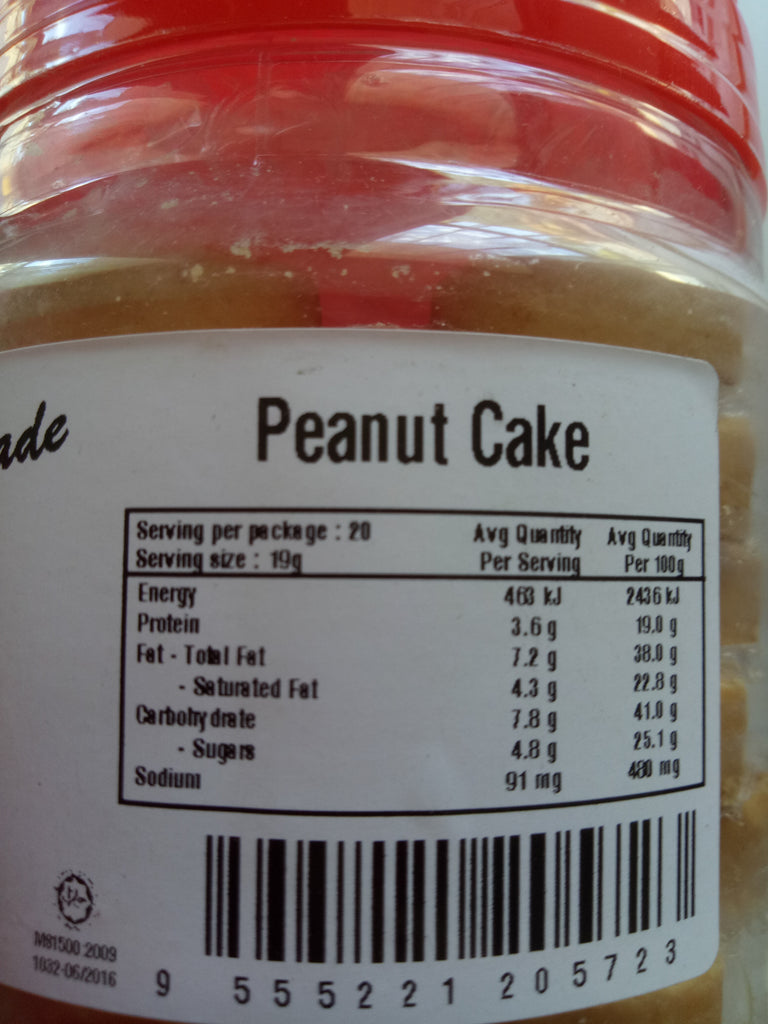 ade
Peanut Cake
Serving per package : 20 Avg Quantity Avg Quantity
Serving size : 19g Per Serving Per 100g
Energy 463 kJ 2436 kJ
Protein 3.6 g 19.0 g
Fat - Total Fat 7.2 g 38.0 g
- Saturated Fat 4.3 g 22.8 g
Carbohydrate 7.8 g 41.0 g
- Sugars 4.8 g 25.1 g
Sodium 91 mg 480 mg
MS1500:2009
1032-06/2016
9 555221 205723